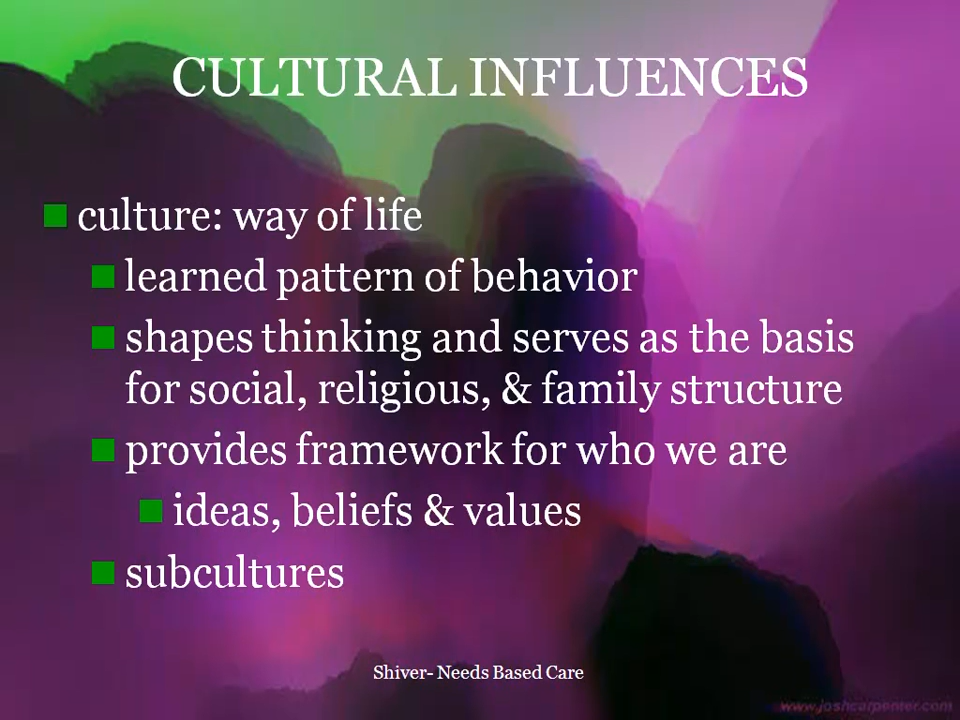 CULTURAL INFLUENCES
culture: way of life
learned pattern of behavior
shapes thinking and serves as the basis
for social, religious, & family structure
provides framework for who we are
ideas, beliefs & values
subcultures
Shiver- Needs Based Care
www.joshcarpenter.com